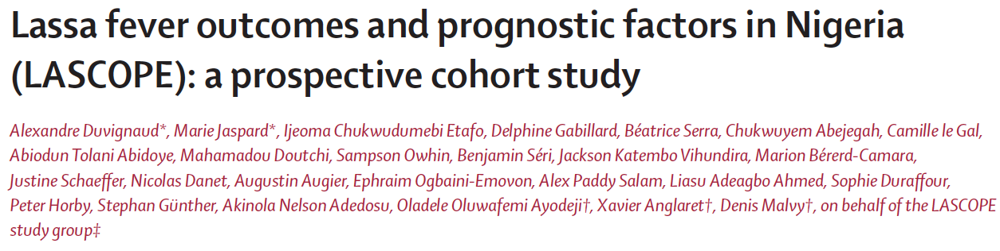 Lassa fever outcomes and prognostic factors in Nigeria
(LASCOPE): a prospective cohort study
Alexandre Duvignaud*, Marie Jaspard*, Ijeoma Chukwudumebi Etafo, Delphine Gabillard, Béatrice Serra, Chukwuyem Abejegah, Camille le Gal,
Abiodun Tolani Abidoye, Mahamadou Doutchi, Sampson Owhin, Benjamin Séri, Jackson Katembo Vihundira, Marion Bérerd-Camara,
Justine Schaeffer, Nicolas Danet, Augustin Augier, Ephraim Ogbaini-Emovon, Alex Paddy Salam, Liasu Adeagbo Ahmed, Sophie Duraffour,
Peter Horby, Stephan Günther, Akinola Nelson Adedosu, Oladele Oluwafemi Ayodeji†, Xavier Anglaret†, Denis Malvy†, on behalf of the LASCOPE
study group‡